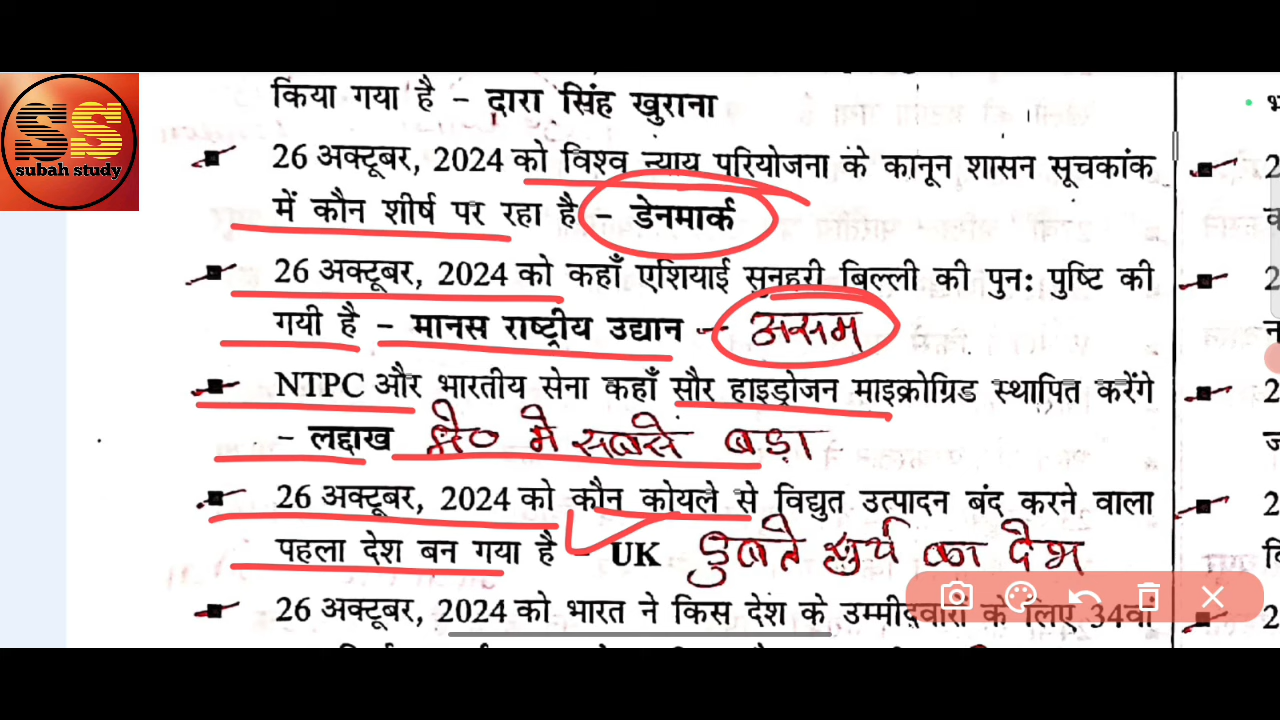 SS
subah study
किया गया है – दारा सिंह खुराना
26 अक्टूबर, 2024 को विश्व न्याय परियोजना के कानून शासन सूचकांक
में कौन शीर्ष पर रहा है – डेनमार्क
26 अक्टूबर, 2024 को कहाँ एशियाई सुनहरी बिल्ली की पुन: पुष्टि की
गयी है – मानस राष्ट्रीय उद्यान - असम
NTPC और भारतीय सेना कहाँ सौर हाइड्रोजन माइक्रोग्रिड स्थापित करेंगे
– लद्दाख में सबसे बड़ा
26 अक्टूबर, 2024 को कौन कोयले से विद्युत उत्पादन बंद करने वाला
पहला देश बन गया है – UK डुबते सुर्य का देश
26 अक्टूबर, 2024 को भारत ने किस देश के उम्मीदवारों के लिए 34वां